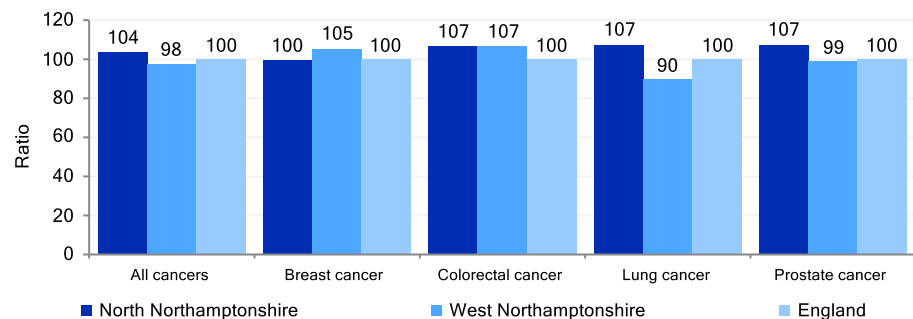 120
100
80
60
40
20
0
Ratio
104 98 100
100 105 100
107 107 100
107 90 100
107 99 100
All cancers Breast cancer Colorectal cancer Lung cancer Prostate cancer
North Northamptonshire West Northamptonshire England